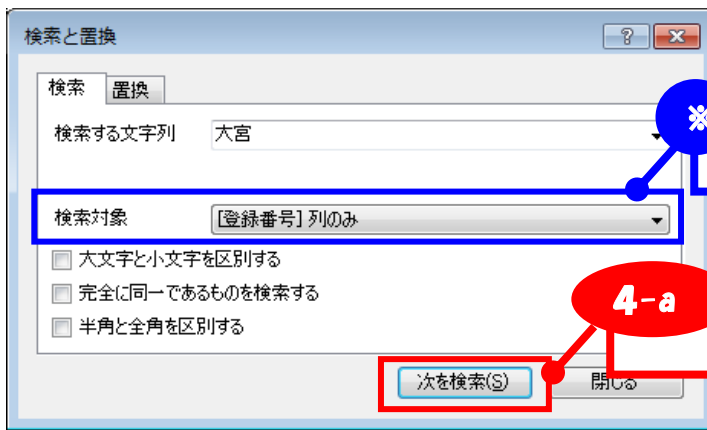 検索と置換
検索 置換
検索する文字列 大宮
※
検索対象 [登録番号] 列のみ
大文字と小文字を区別する
完全に同一であるものを検索する
4-a
半角と全角を区別する
次を検索(S) 閉じる